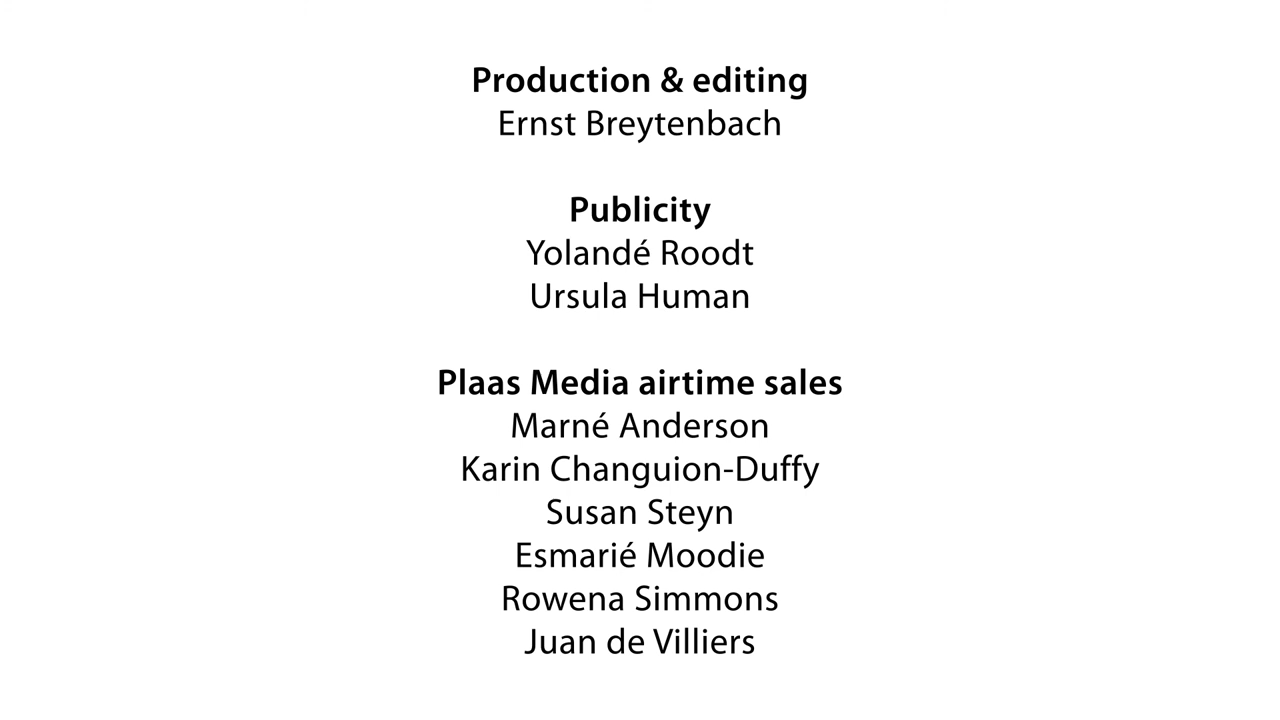 Production & editing
Ernst Breytenbach
Publicity
Yolandé Roodt
Ursula Human
Plaas Media airtime sales
Marné Anderson
Karin Changuion-Duffy
Susan Steyn
Esmarié Moodie
Rowena Simmons
Juan de Villiers